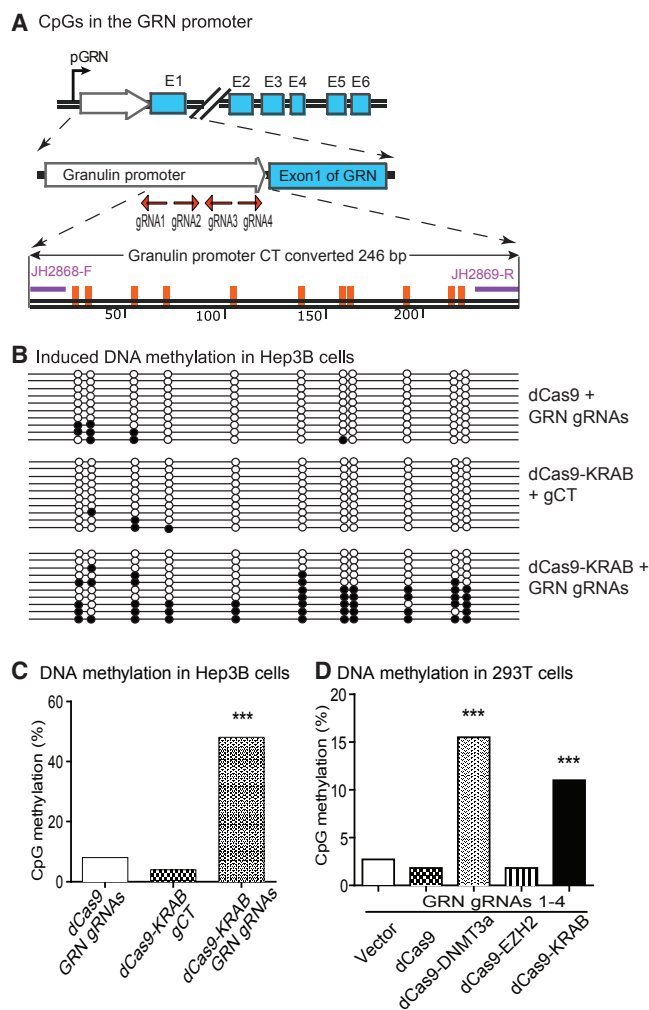 A CpGs in the GRN promoter
pGRN
E1 E2 E3 E4 E5 E6
Granulin promoter Exon1 of GRN
gRNA1 gRNA2 gRNA3 gRNA4
Granulin promoter CT converted 246 bp
JH2868-F JH2869-R
50 100 150 200
B Induced DNA methylation in Hep3B cells
dCas9 +
GRN gRNAs
dCas9-KRAB
+ gCT
dCas9-KRAB +
GRN gRNAs
C DNA methylation in Hep3B cells
CpG methylation (%)
60
40
20
0
***
dCas9
GRN gRNAs
dCas9-KRAB
gCT
dCas9-KRAB
GRN gRNAs
D DNA methylation in 293T cells
CpG methylation (%)
20
15
10
5
0
***
***
GRN gRNAs 1-4
Vector
dCas9
dCas9-DNMT3a
dCas9-EZH2
dCas9-KRAB